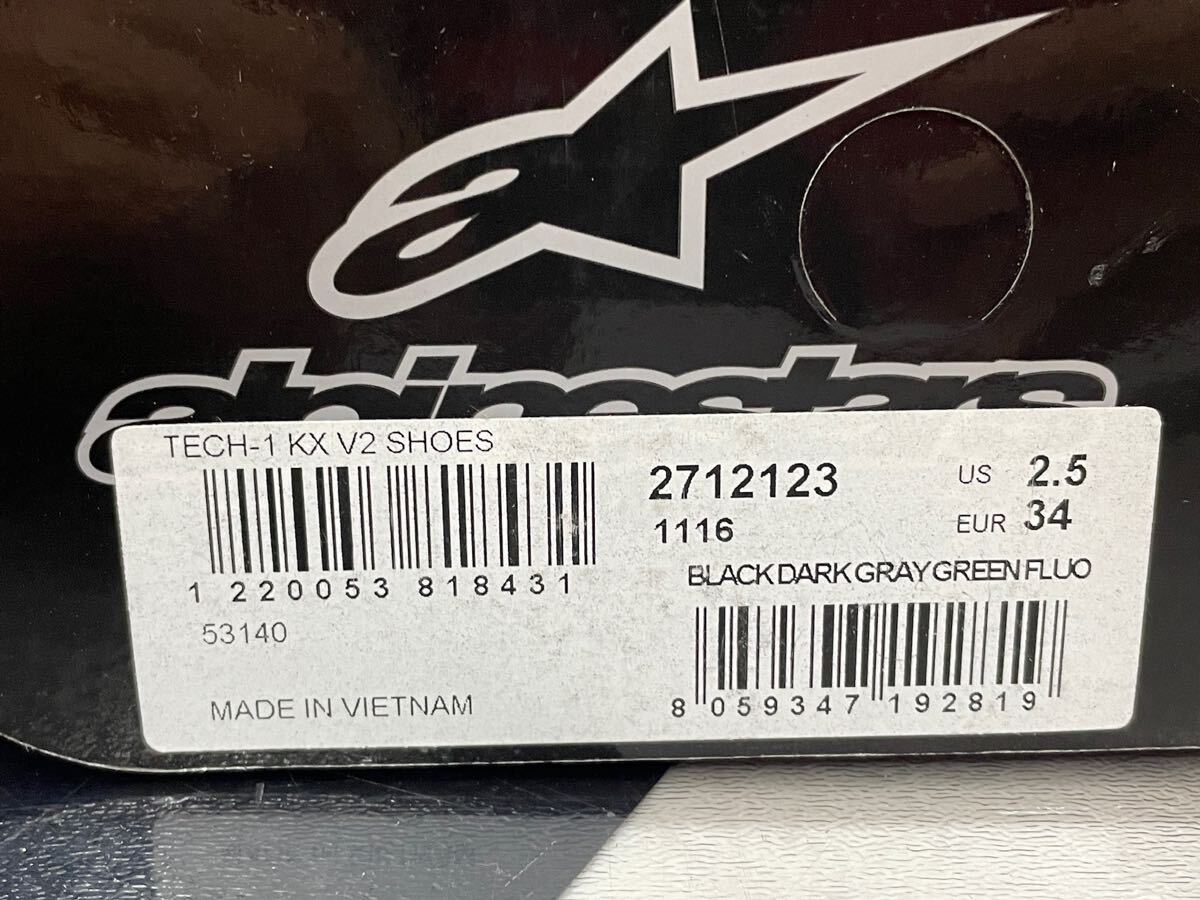 alpinestars
TECH-1 KX V2 SHOES
1 220053 818431
53140
MADE IN VIETNAM
2712123
1116
US 2.5
EUR 34
BLACK DARK GRAY GREEN FLUO
8 059347 192819